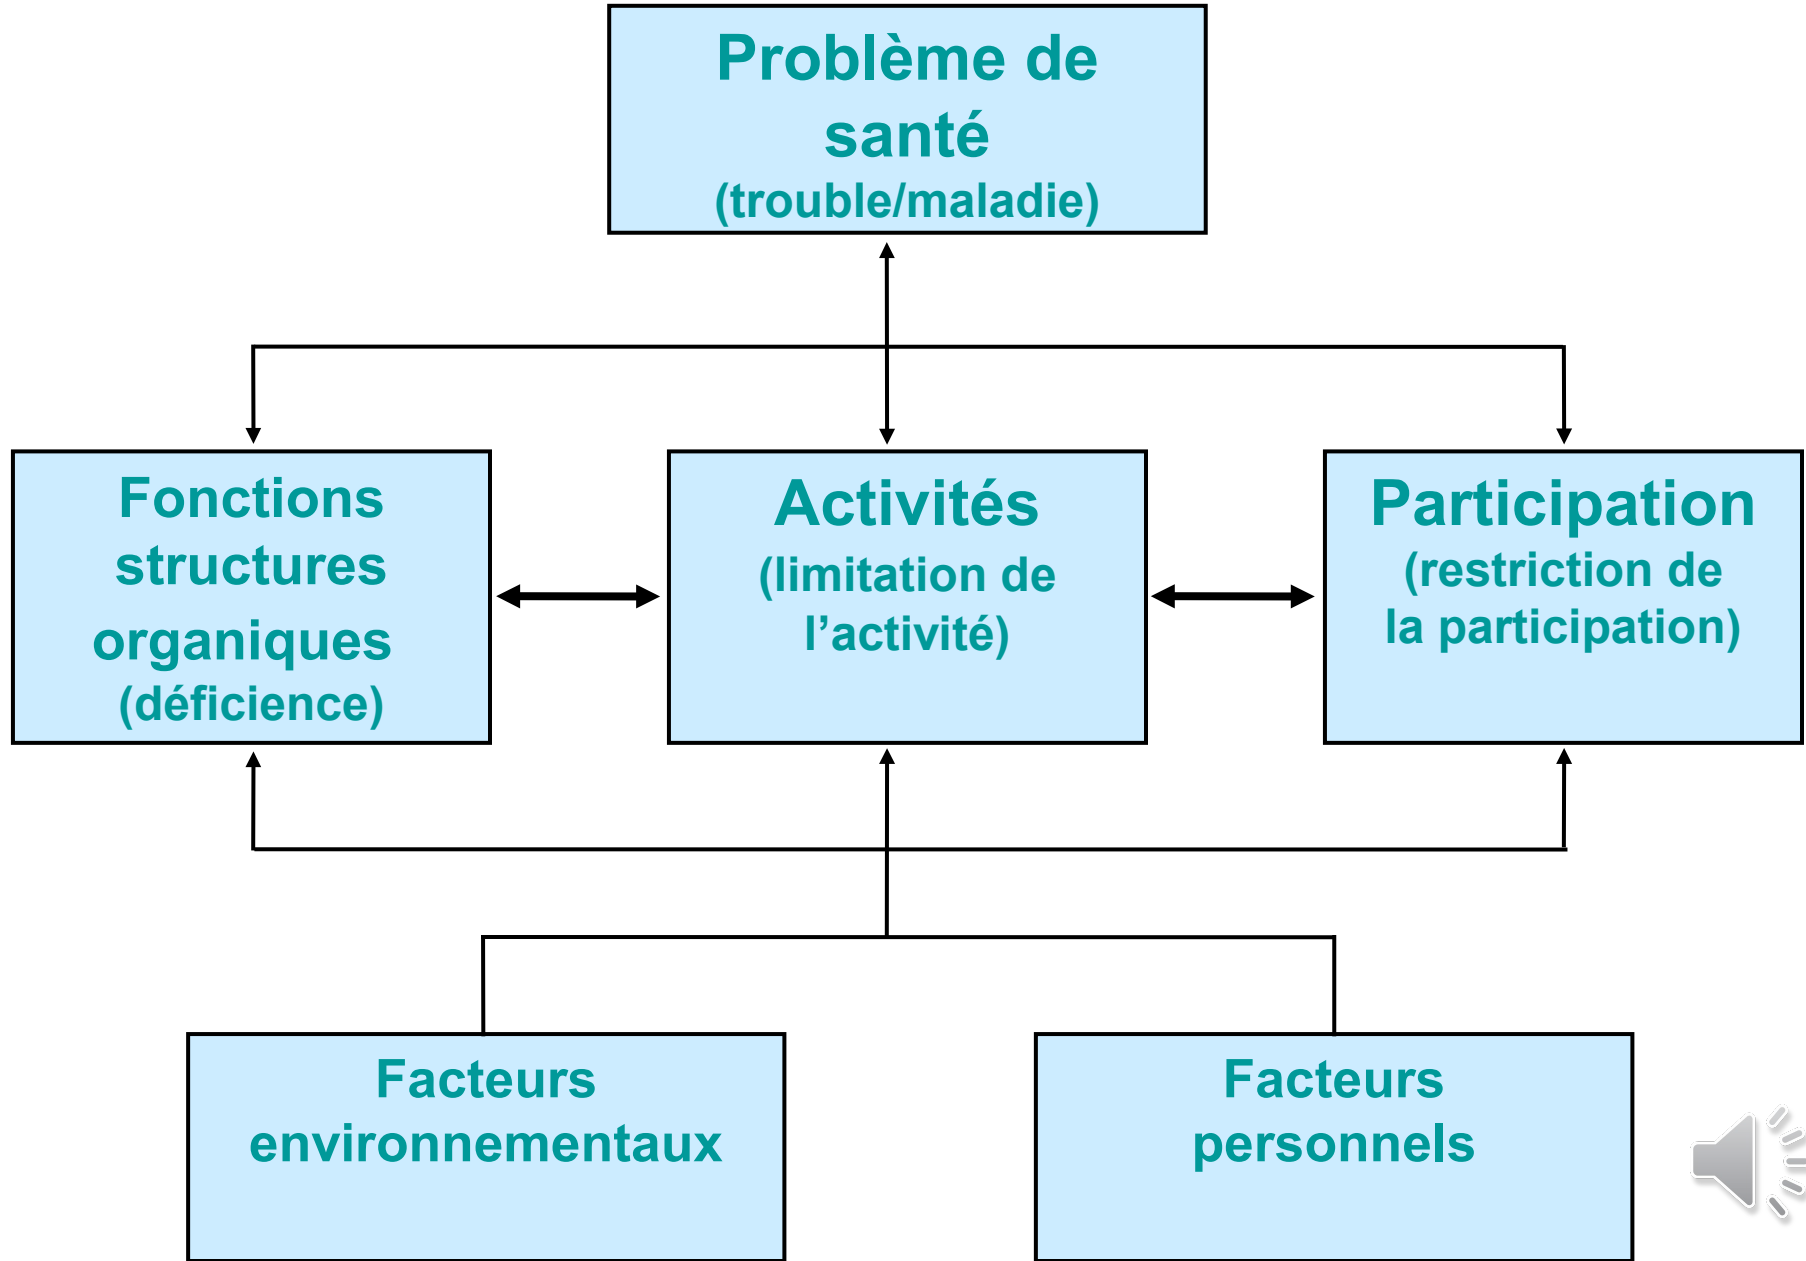 Problème de
santé
(trouble/maladie)
Fonctions
structures
organiques
(déficience)
Activités
(limitation de
l’activité)
Participation
(restriction de
la participation)
Facteurs
environnementaux
Facteurs
personnels